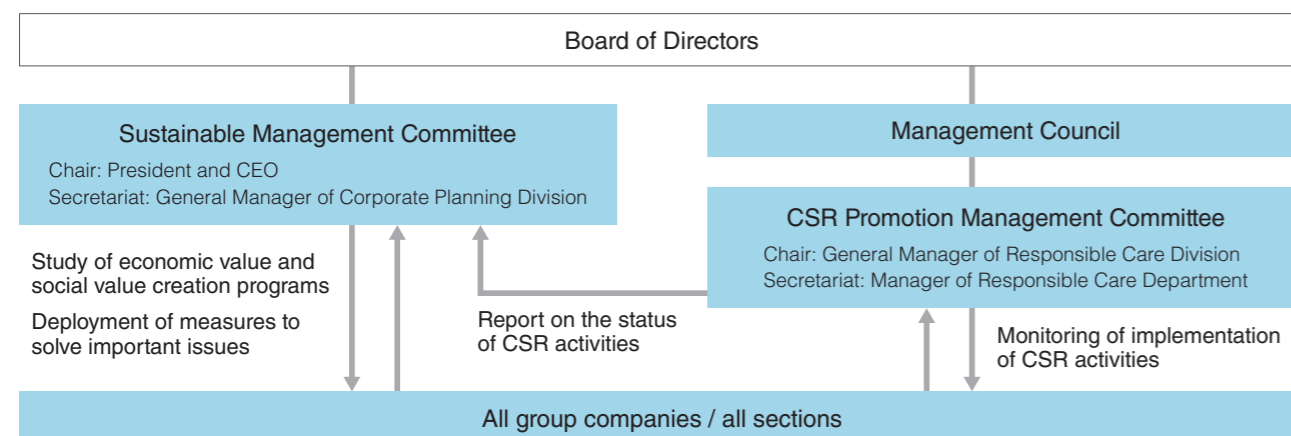 Board of Directors
Sustainable Management Committee
Chair: President and CEO
Secretariat: General Manager of Corporate Planning Division
Management Council
CSR Promotion Management Committee
Chair: General Manager of Responsible Care Division
Secretariat: Manager of Responsible Care Department
Study of economic value and
social value creation programs
Deployment of measures to
solve important issues
Report on the status
of CSR activities
Monitoring of implementation
of CSR activities
All group companies / all sections